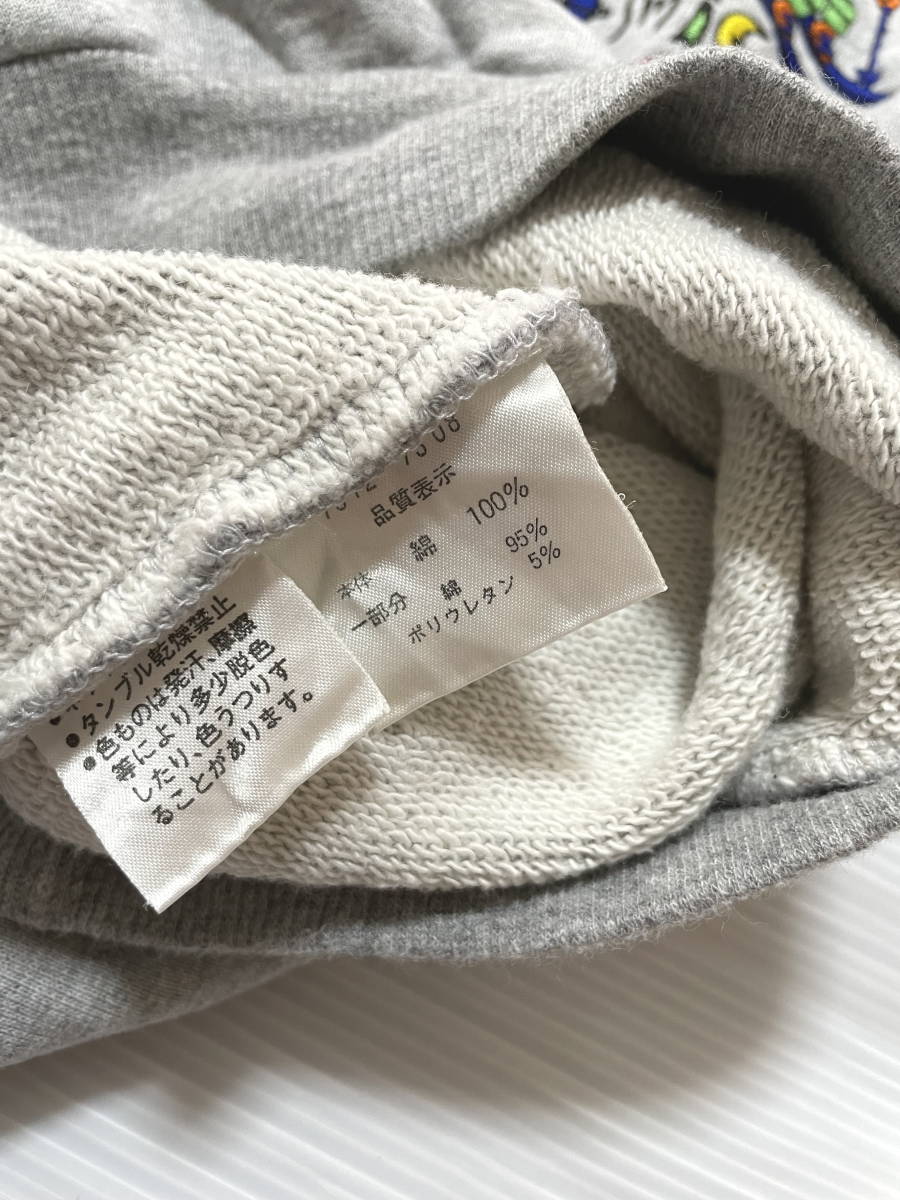 品質表示
本体 綿 100%
一部分 綿 95%
ポリウレタン 5%
●タンブル乾燥禁止
●色ものは発汗、摩擦
等により多少脱色
したり、色うつりす
ることがあります。